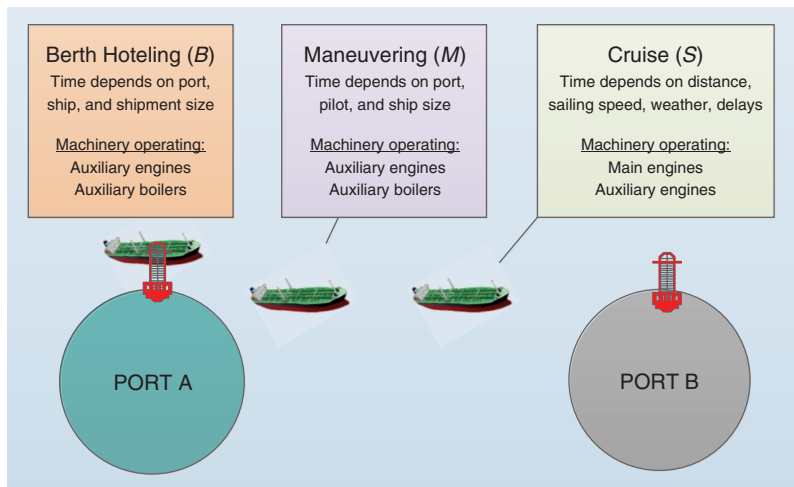 Berth Hoteling (B)
Time depends on port,
ship, and shipment size
Machinery operating:
Auxiliary engines
Auxiliary boilers
Maneuvering (M)
Time depends on port,
pilot, and ship size
Machinery operating:
Auxiliary engines
Auxiliary boilers
Cruise (S)
Time depends on distance,
sailing speed, weather, delays
Machinery operating:
Main engines
Auxiliary engines
PORT A
PORT B